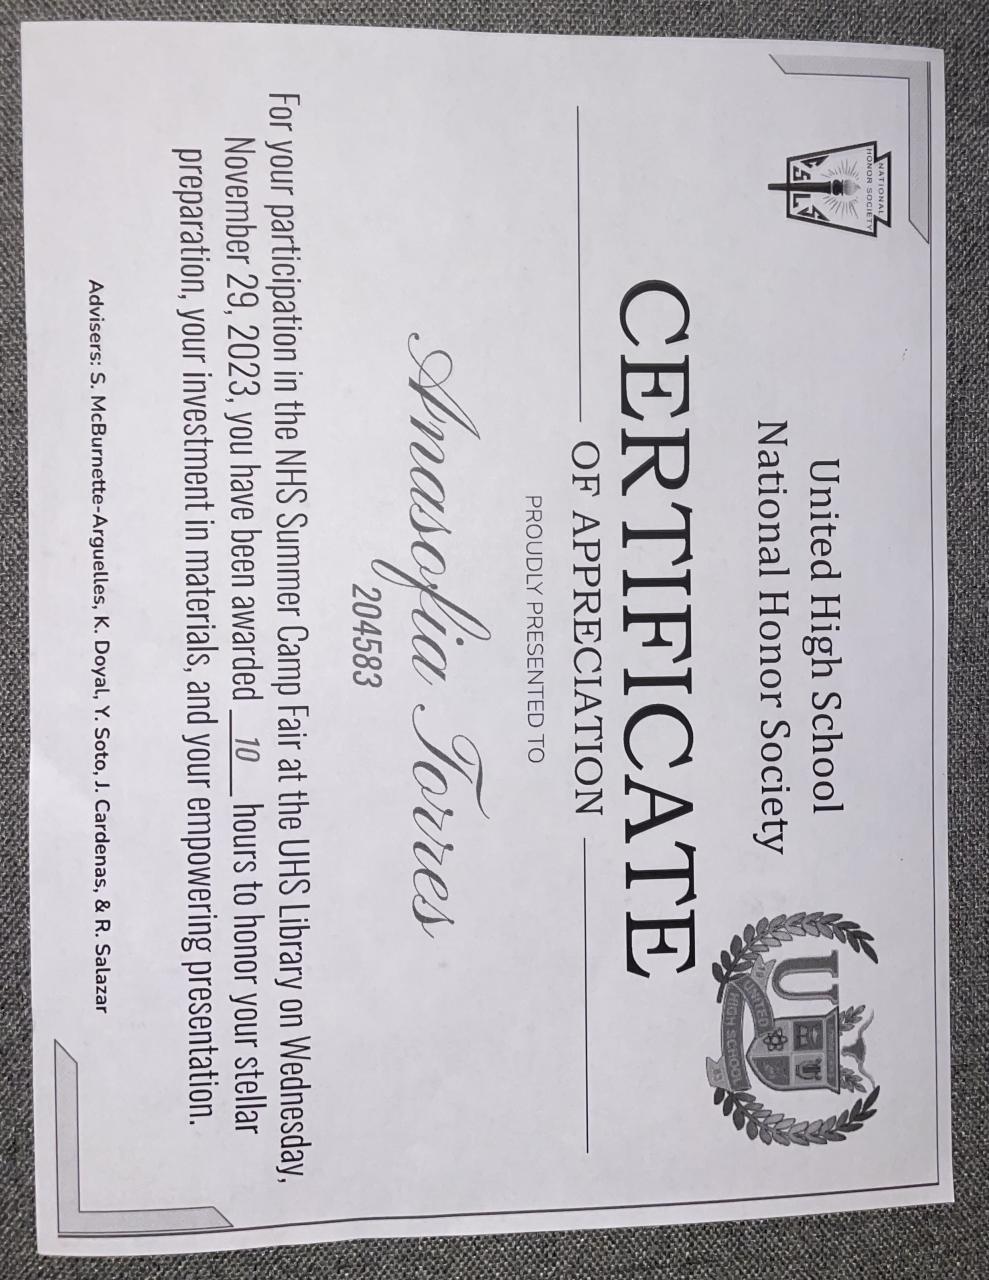 NATIONAL
HONOR SOCIETY
C S L S
United High School
National Honor Society
U
UNITED
HIGH SCHOOL
CERTIFICATE
OF APPRECIATION
PROUDLY PRESENTED TO
Anasofia Torres
204583
For your participation in the NHS Summer Camp Fair at the UHS Library on Wednesday,
November 29, 2023, you have been awarded 10 hours to honor your stellar
preparation, your investment in materials, and your empowering presentation.
Advisers: S. McBurnette-Arguelles, K. Doyal, Y. Soto, J. Cardenas, & R. Salazar